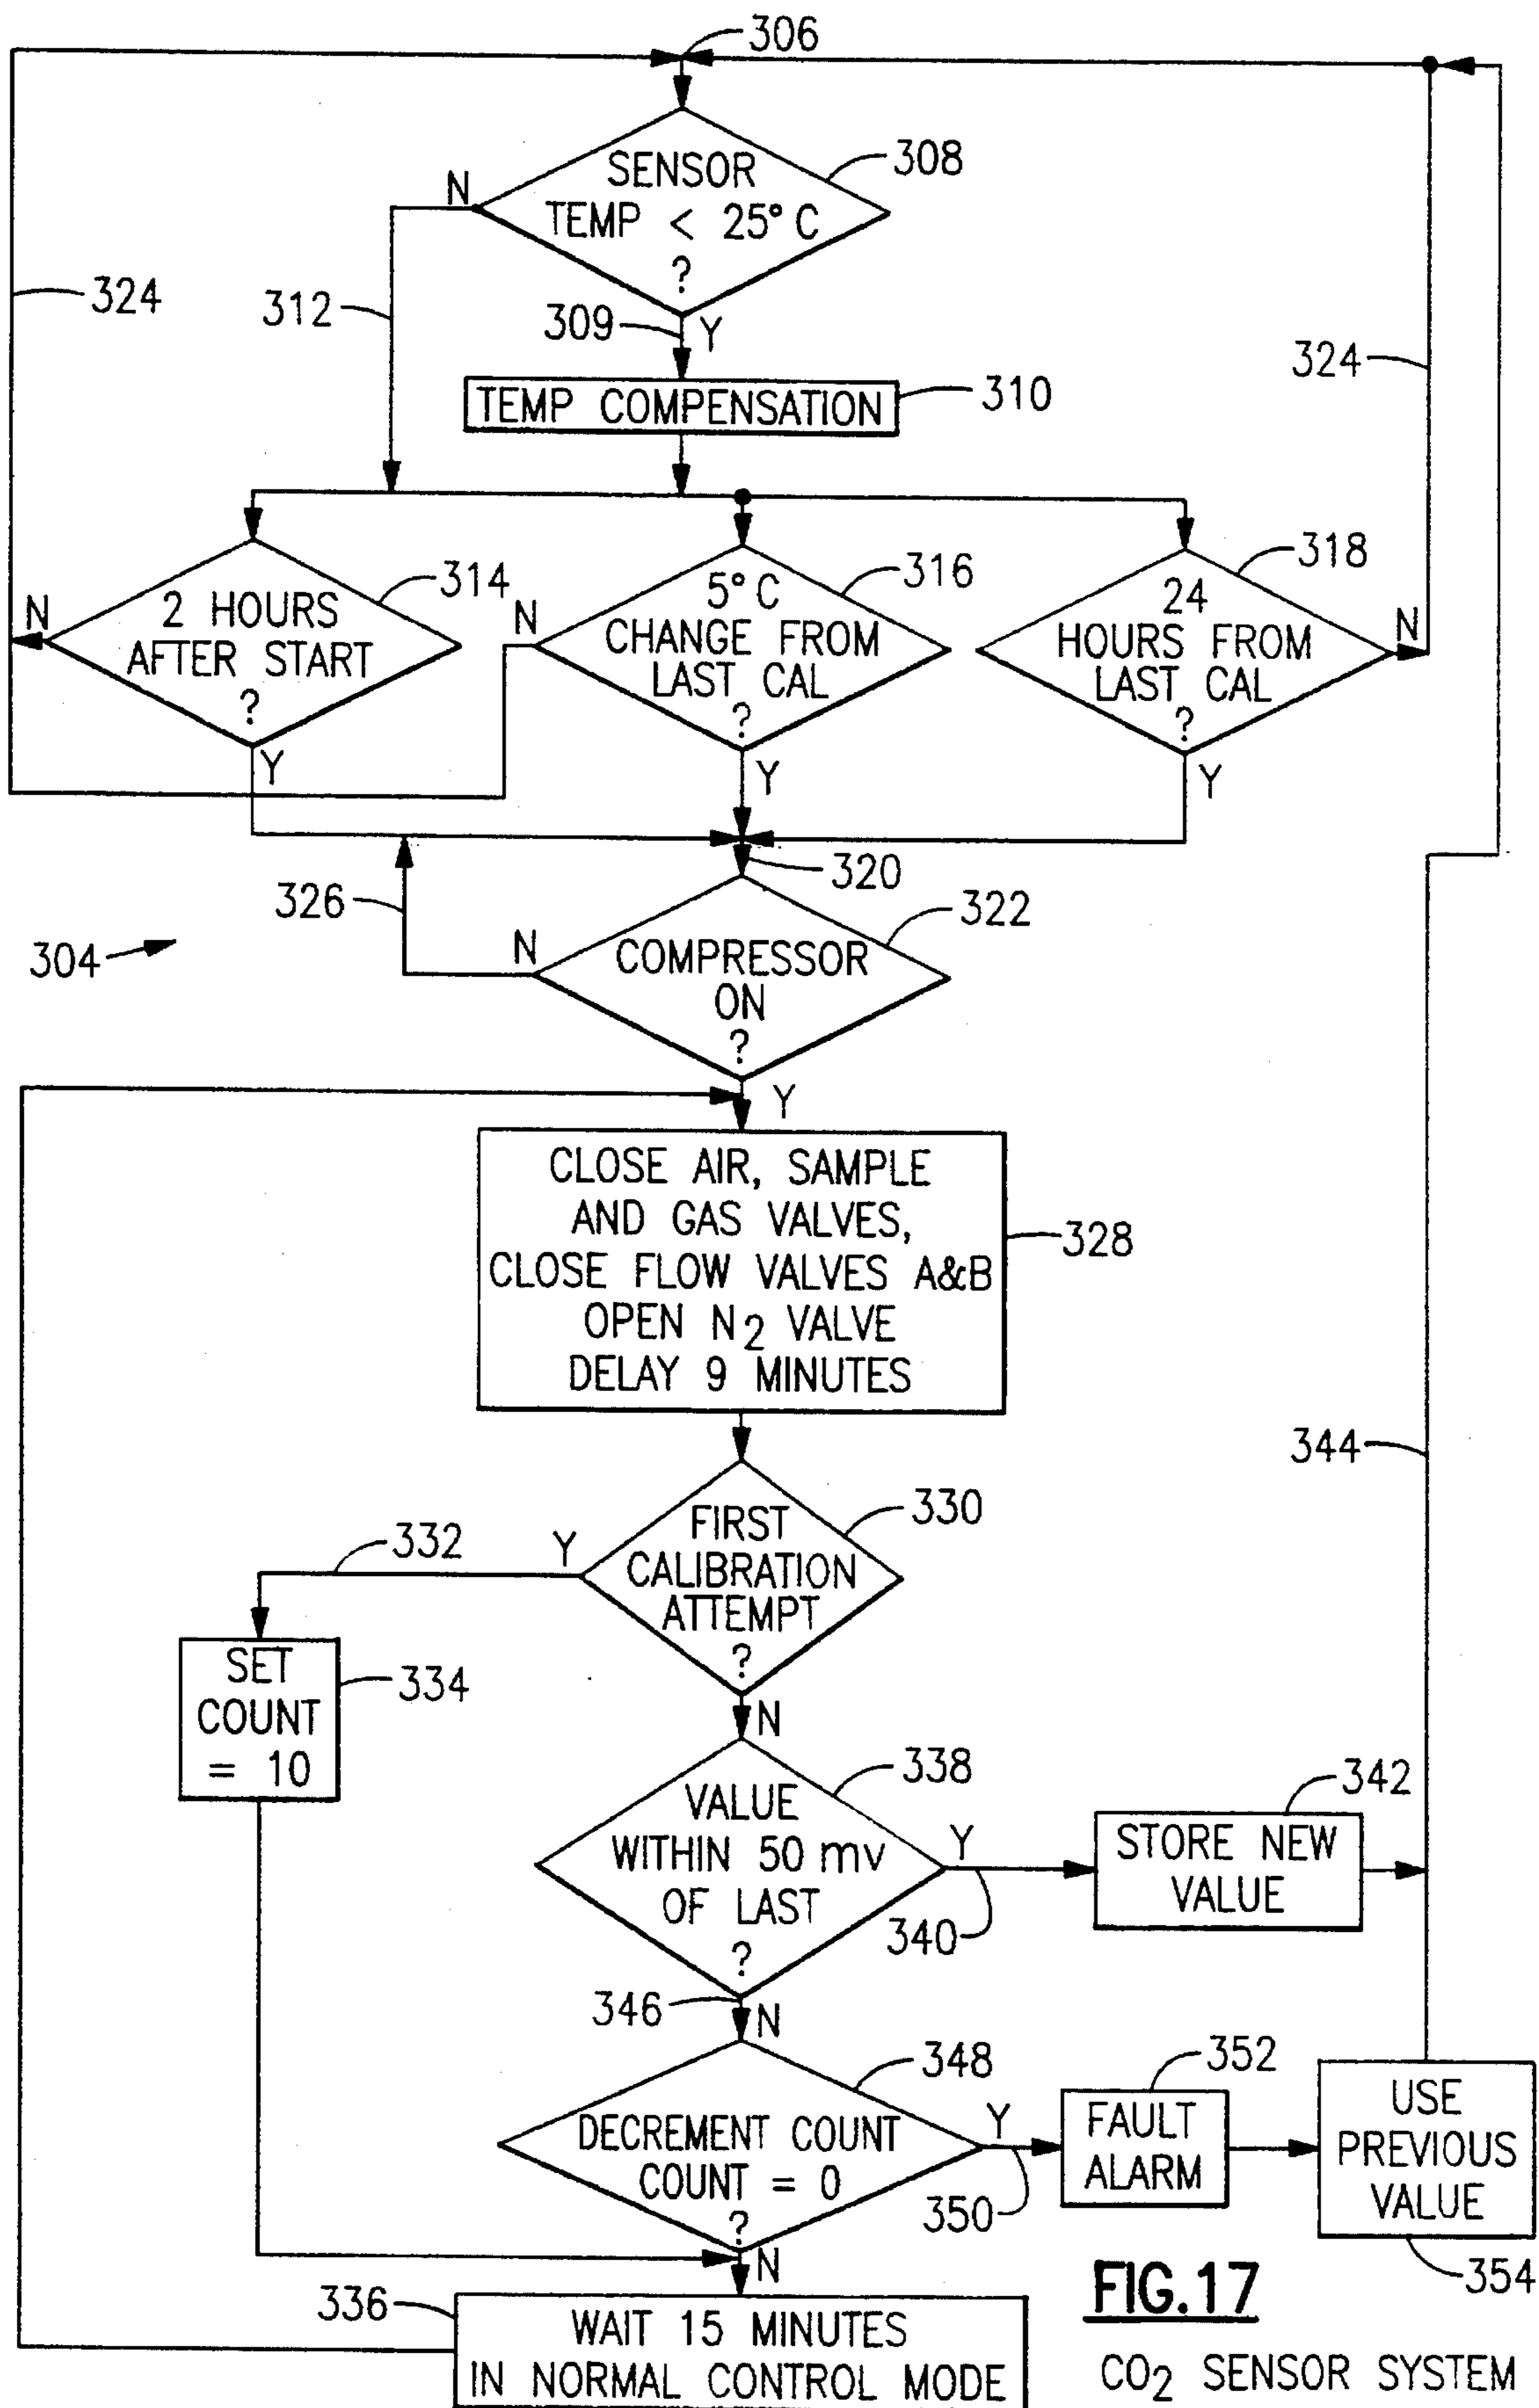 306
SENSOR
TEMP < 25° C
?
308
N
324
312
309
Y
324
TEMP COMPENSATION
310
2 HOURS
AFTER START
?
314
N
Y
5° C
CHANGE FROM
LAST CAL
?
316
N
Y
24
HOURS FROM
LAST CAL
?
318
N
Y
320
326
304
COMPRESSOR
ON
?
322
N
Y
CLOSE AIR, SAMPLE
AND GAS VALVES,
CLOSE FLOW VALVES A&B
OPEN N2 VALVE
DELAY 9 MINUTES
328
344
FIRST
CALIBRATION
ATTEMPT
?
330
332
Y
N
SET
COUNT
= 10
334
VALUE
WITHIN 50 mv
OF LAST
?
338
Y
340
STORE NEW
VALUE
342
346
N
DECREMENT COUNT
COUNT = 0
?
348
Y
350
FAULT
ALARM
352
USE
PREVIOUS
VALUE
354
N
336
WAIT 15 MINUTES
IN NORMAL CONTROL MODE
FIG.17
CO2 SENSOR SYSTEM